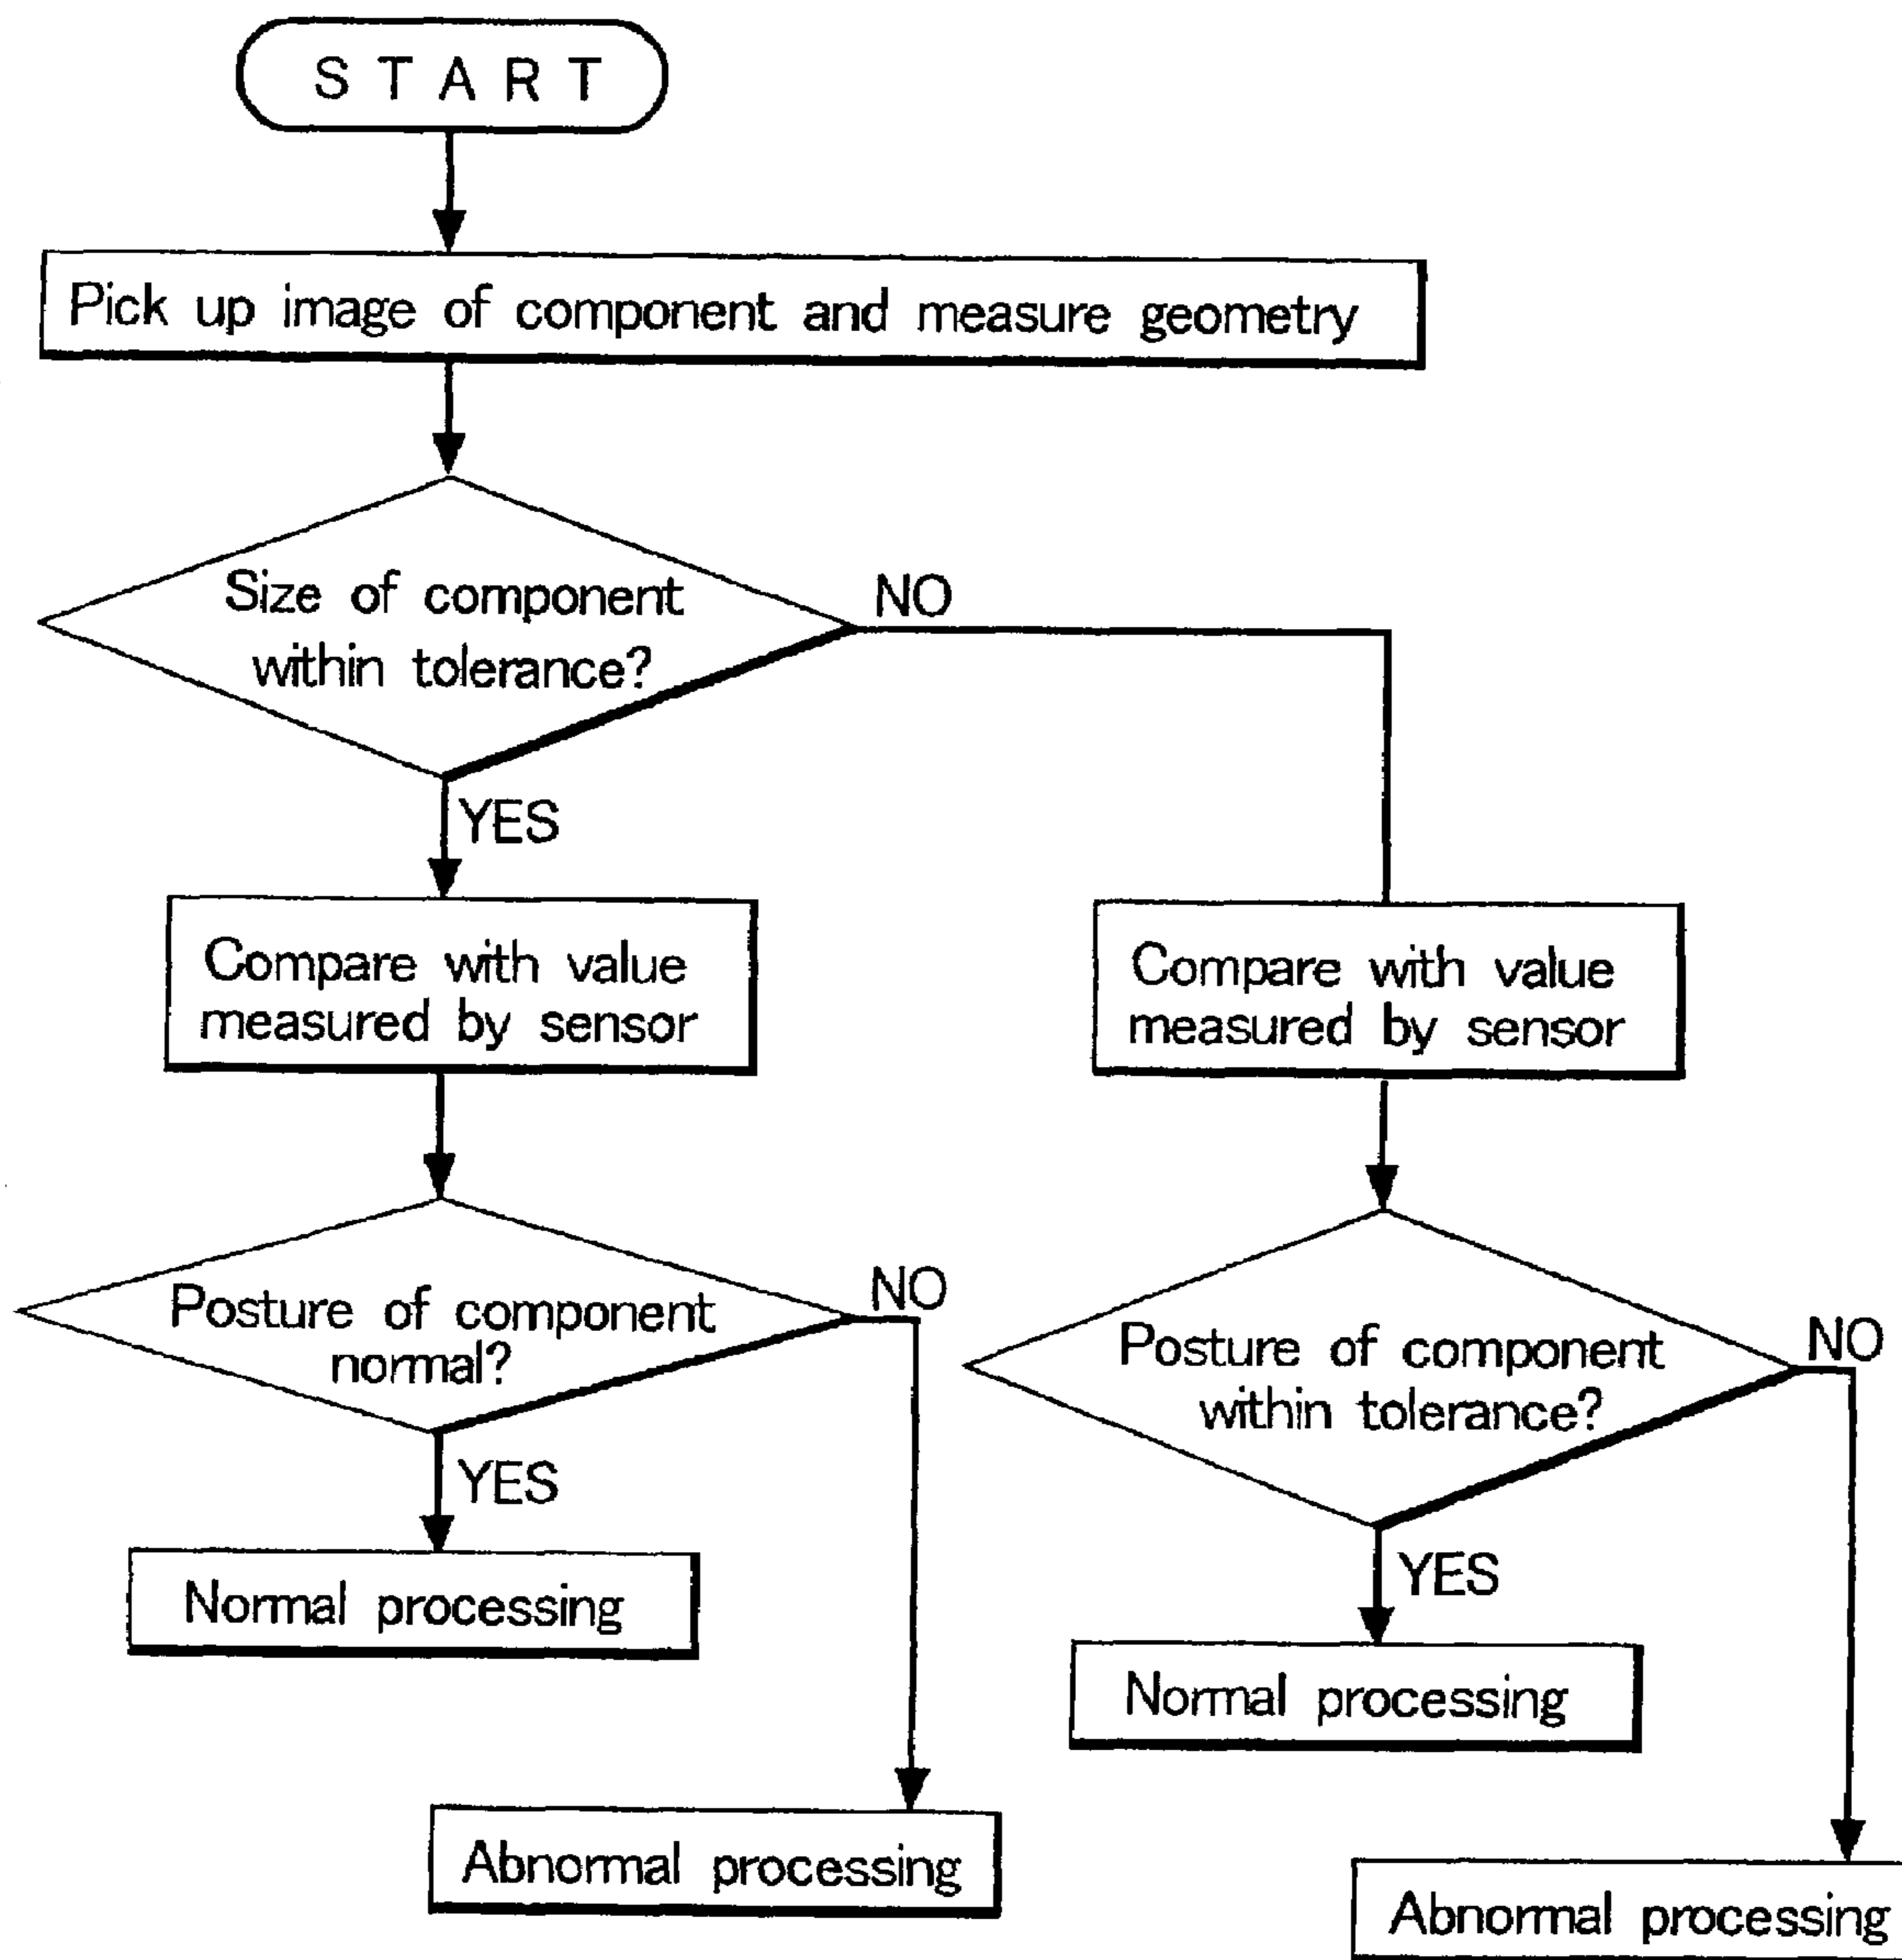 START
Pick up image of component and measure geometry
Size of component
within tolerance?
NO
YES
Compare with value
measured by sensor
Compare with value
measured by sensor
Posture of component
normal?
NO
YES
Posture of component
within tolerance?
NO
YES
Normal processing
Normal processing
Abnormal processing
Abnormal processing